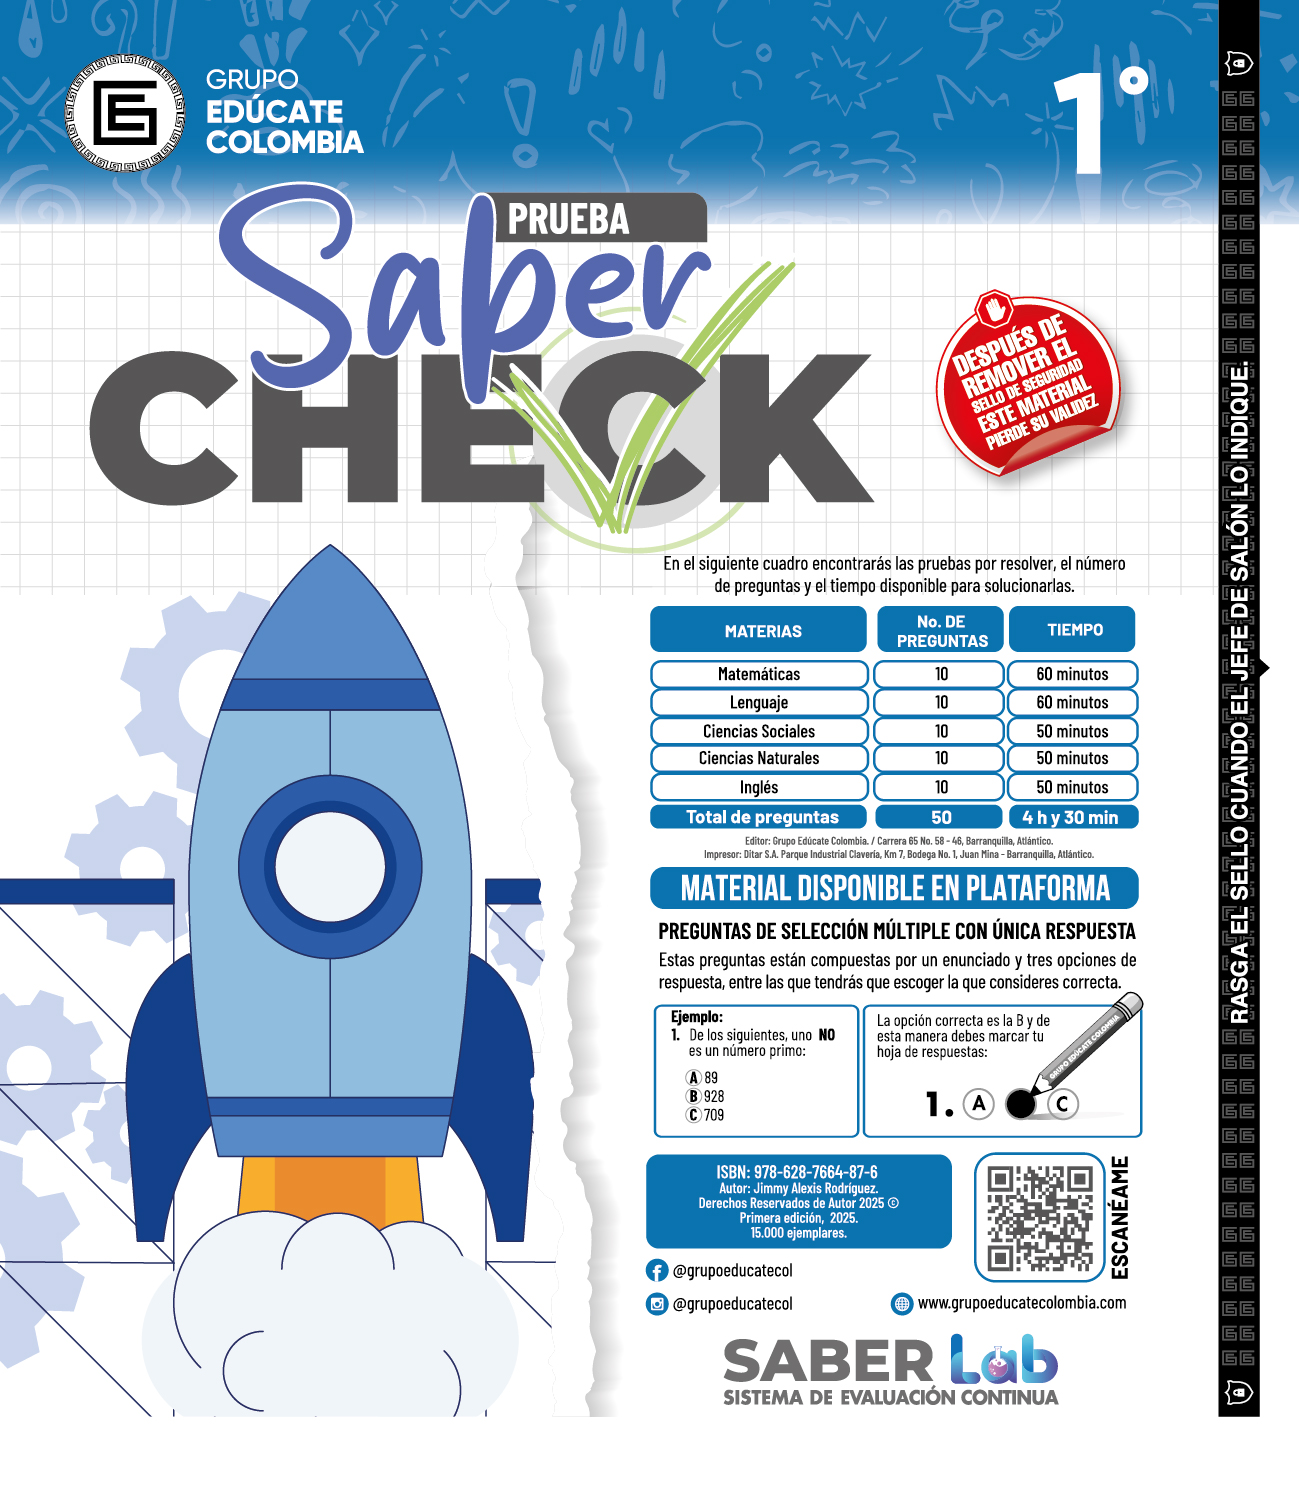 GRUPO
EDÚCATE
COLOMBIA
1°
PRUEBA
Saber
CHECK
DESPUÉS DE
REMOVER EL
SELLO DE SEGURIDAD
ESTE MATERIAL
PIERDE SU VALIDEZ
RASGA EL SELLO CUANDO EL JEFE DE SALÓN LO INDIQUE.
En el siguiente cuadro encontrarás las pruebas por resolver, el número
de preguntas y el tiempo disponible para solucionarlas.
MATERIAS No. DE PREGUNTAS TIEMPO
Matemáticas 10 60 minutos
Lenguaje 10 60 minutos
Ciencias Sociales 10 50 minutos
Ciencias Naturales 10 50 minutos
Inglés 10 50 minutos
Total de preguntas 50 4 h y 30 min
Editor: Grupo Edúcate Colombia. / Carrera 65 No. 58 - 46, Barranquilla, Atlántico.
Impresor: Ditar S.A. Parque Industrial Clavería, Km 7, Bodega No. 1, Juan Mina - Barranquilla, Atlántico.
MATERIAL DISPONIBLE EN PLATAFORMA
PREGUNTAS DE SELECCIÓN MÚLTIPLE CON ÚNICA RESPUESTA
Estas preguntas están compuestas por un enunciado y tres opciones de
respuesta, entre las que tendrás que escoger la que consideres correcta.
Ejemplo:
1. De los siguientes, uno NO
es un número primo:
A 89
B 928
C 709
La opción correcta es la B y de
esta manera debes marcar tu
hoja de respuestas:
GRUPO EDÚCATE COLOMBIA
1. A C
ISBN: 978-628-7664-87-6
Autor: Jimmy Alexis Rodríguez.
Derechos Reservados de Autor 2025 ©
Primera edición, 2025.
15.000 ejemplares.
ESCANÉAME
@grupoeducatecol
@grupoeducatecol
www.grupoeducatecolombia.com
SABER Lab
SISTEMA DE EVALUACIÓN CONTINUA